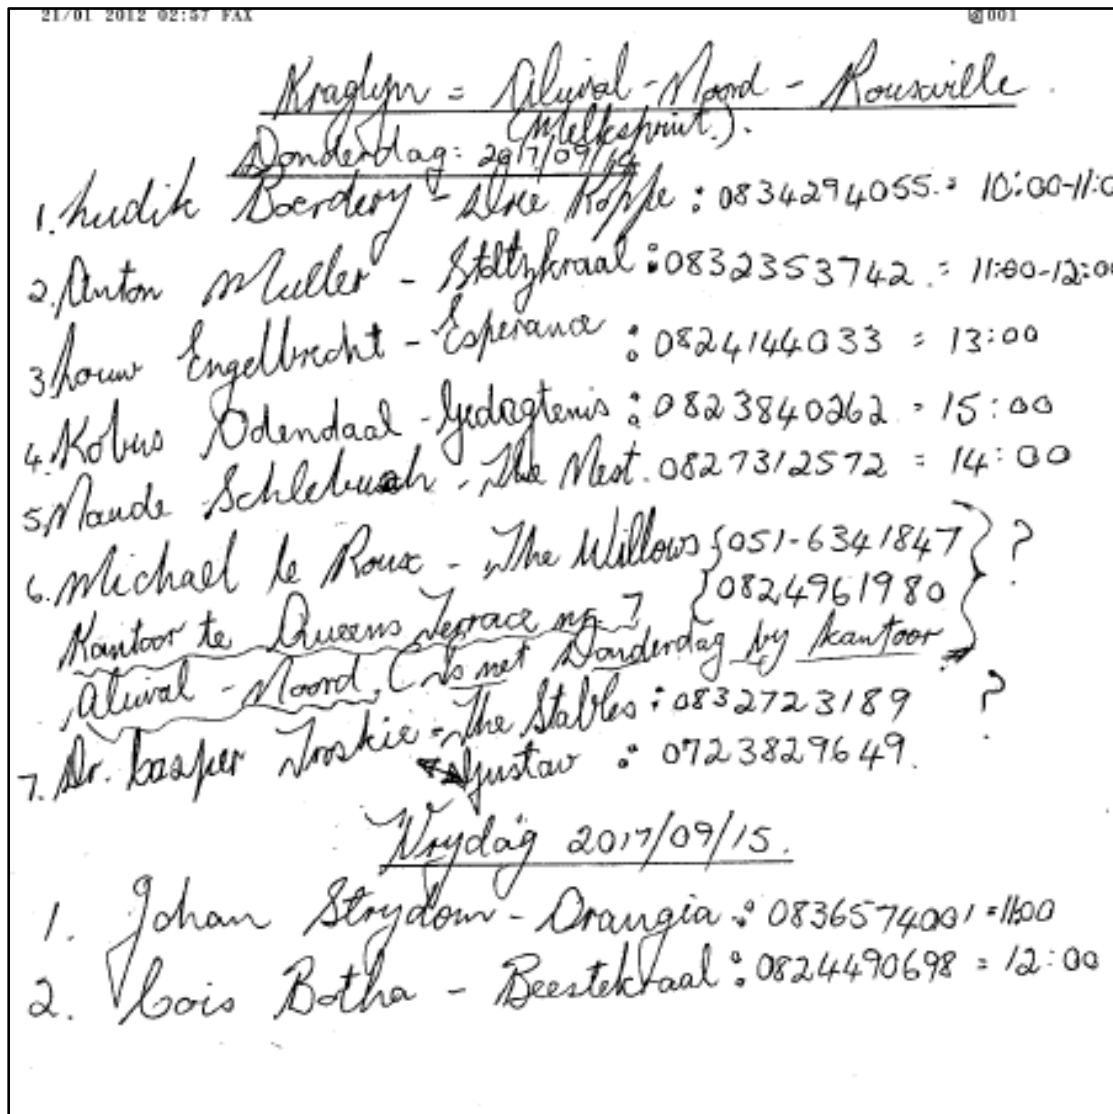 21/01 2012 02:57 FAX @001
Kraglyn = Aliwal-Noord - Rouxville.
(Melksprint.).
Donderdag: 2017/09/14
1. Ludik Boerdery - Drie Koppe : 0834294055 = 10:00-11:0
2. Anton Muller - Stoltzkraal : 0832353742 = 11:00-12:00
3 Louw Engelbrecht - Esperance : 0824144033 = 13:00
4. Kobus Odendaal - Gedagtenis : 0823840262 = 15:00
5. Maude Schlebusch - The Nest. 0827312572 = 14:00
6. Michael le Roux - The Willows {051-6341847 } ?
{0824961980
Kantoor te Queens Terrace nr. 7
Aliwal-Noord, (Is net Donderdag by kantoor
7. Dr. Casper Troskie - The Stables : 0832723189 ?
Gustav : 0723829649.
Vrydag 2017/09/15.
1. Johan Strydom - Orangia : 0836574001 = 11:00
2. Cois Botha - Beestekraal : 0824490698 = 12:00